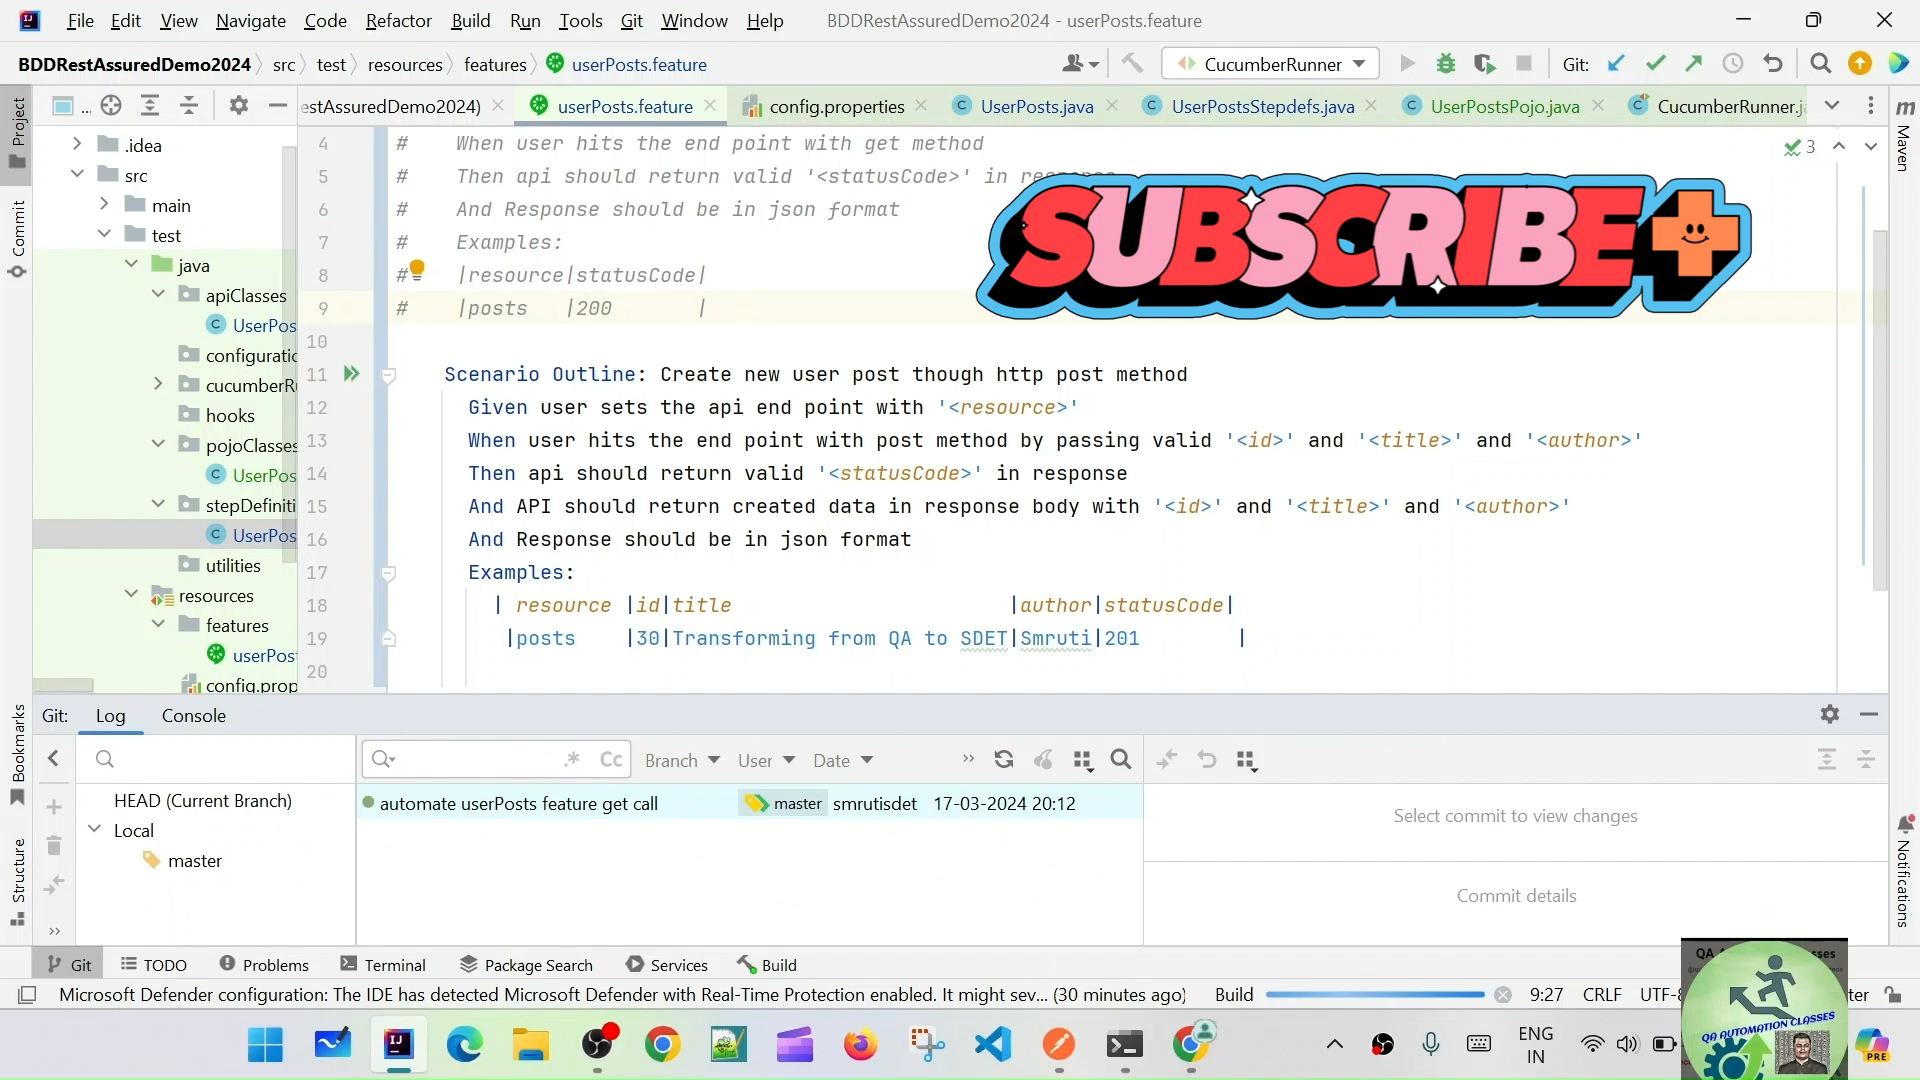 File Edit View Navigate Code Refactor Build Run Tools Git Window Help BDDRestAssuredDemo2024 - userPosts.feature
BDDRestAssuredDemo2024 src test resources features userPosts.feature CucumberRunner Git:
... estAssuredDemo2024) userPosts.feature config.properties UserPosts.java UserPostsStepdefs.java UserPostsPojo.java CucumberRunner.j
Project
Commit
Bookmarks
Structure
m Maven
Notifications
.idea
src
main
test
java
apiClasses
UserPos
configuratic
cucumberR
hooks
pojoClasses
UserPos
stepDefiniti
UserPos
utilities
resources
features
userPos
config.prop
4 # When user hits the end point with get method
5 # Then api should return valid '<statusCode>' in
6 # And Response should be in json format
7 # Examples:
8 # |resource|statusCode|
9 # |posts |200 |
10
11 Scenario Outline: Create new user post though http post method
12 Given user sets the api end point with '<resource>'
13 When user hits the end point with post method by passing valid '<id>' and '<title>' and '<author>'
14 Then api should return valid '<statusCode>' in response
15 And API should return created data in response body with '<id>' and '<title>' and '<author>'
16 And Response should be in json format
17 Examples:
18 | resource |id|title |author|statusCode|
19 |posts |30|Transforming from QA to SDET|Smruti|201 |
20
3
SUBSCRIBE
Git: Log Console
.* Cc Branch User Date
HEAD (Current Branch)
Local
master
automate userPosts feature get call master smrutisdet 17-03-2024 20:12
Select commit to view changes
Commit details
Git TODO Problems Terminal Package Search Services Build
Microsoft Defender configuration: The IDE has detected Microsoft Defender with Real-Time Protection enabled. It might sev... (30 minutes ago) Build 9:27 CRLF UTF-8 ter
ENG
IN
QA AUTOMATION CLASSES
PRE